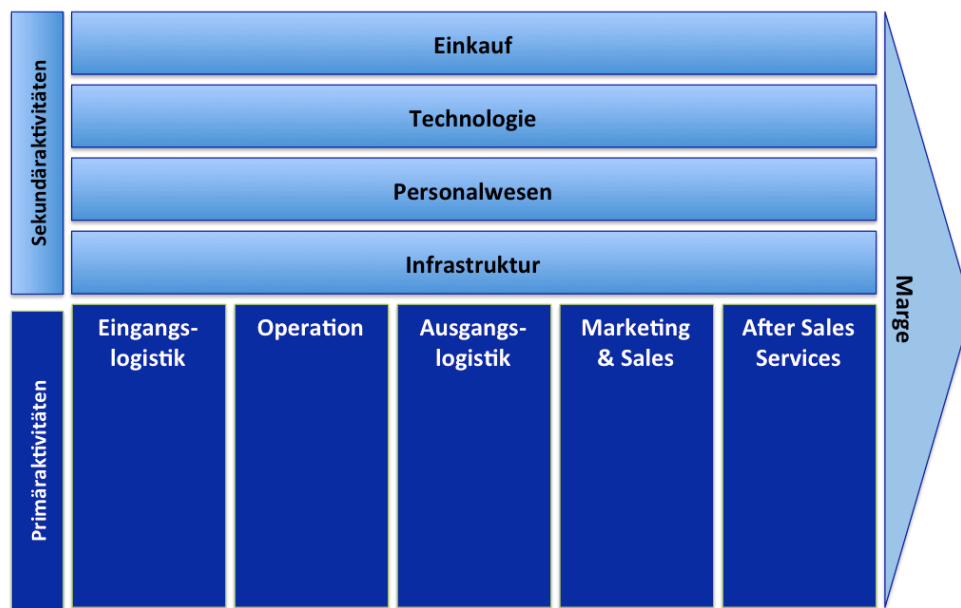 Sekundäraktivitäten
Einkauf
Technologie
Personalwesen
Infrastruktur
Primäraktivitäten
Eingangs-
logistik
Operation
Ausgangs-
logistik
Marketing
& Sales
After Sales
Services
Marge